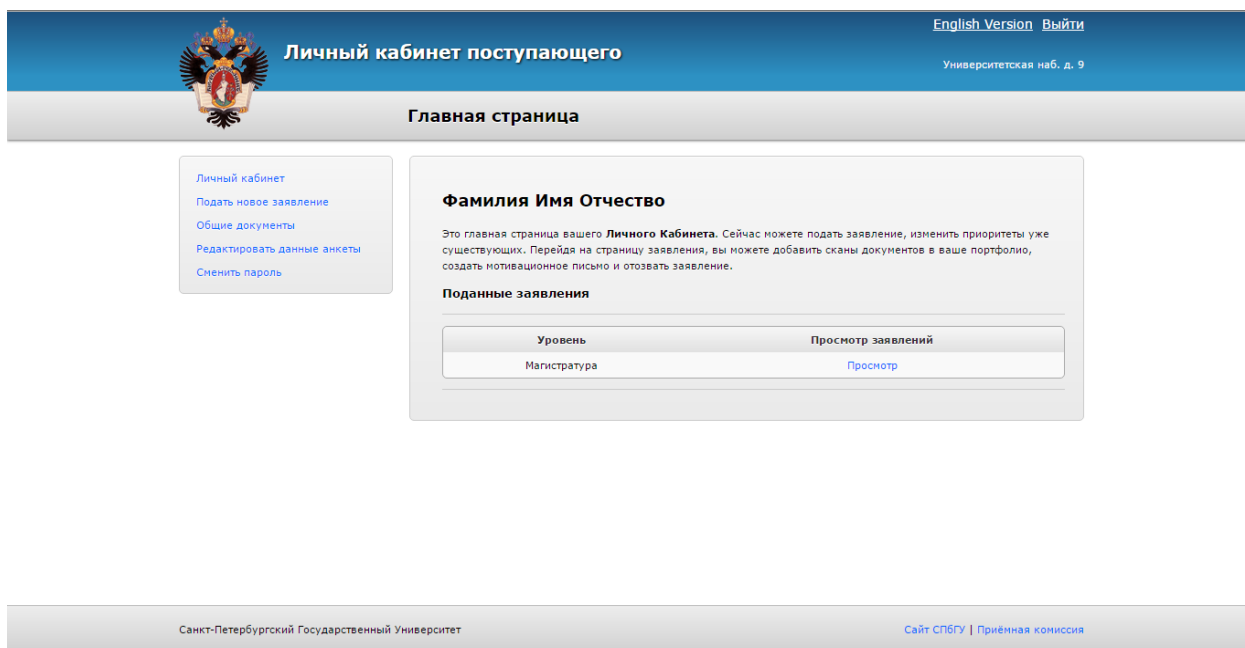 English Version Выйти
Личный кабинет поступающего
Университетская наб. д. 9
Главная страница
Личный кабинет
Подать новое заявление
Общие документы
Редактировать данные анкеты
Сменить пароль
Фамилия Имя Отчество
Это главная страница вашего Личного Кабинета. Сейчас можете подать заявление, изменить приоритеты уже
существующих. Перейдя на страницу заявления, вы можете добавить сканы документов в ваше портфолио,
создать мотивационное письмо и отозвать заявление.
Поданные заявления
Уровень Просмотр заявлений
Магистратура Просмотр
Санкт-Петербургский Государственный Университет
Сайт СПбГУ | Приёмная комиссия